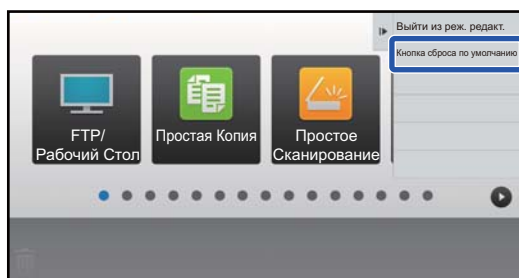 Выйти из реж. редакт.
Кнопка сброса по умолчанию
FTP/
Рабочий Стол
Простая Копия
Простое
Сканирование